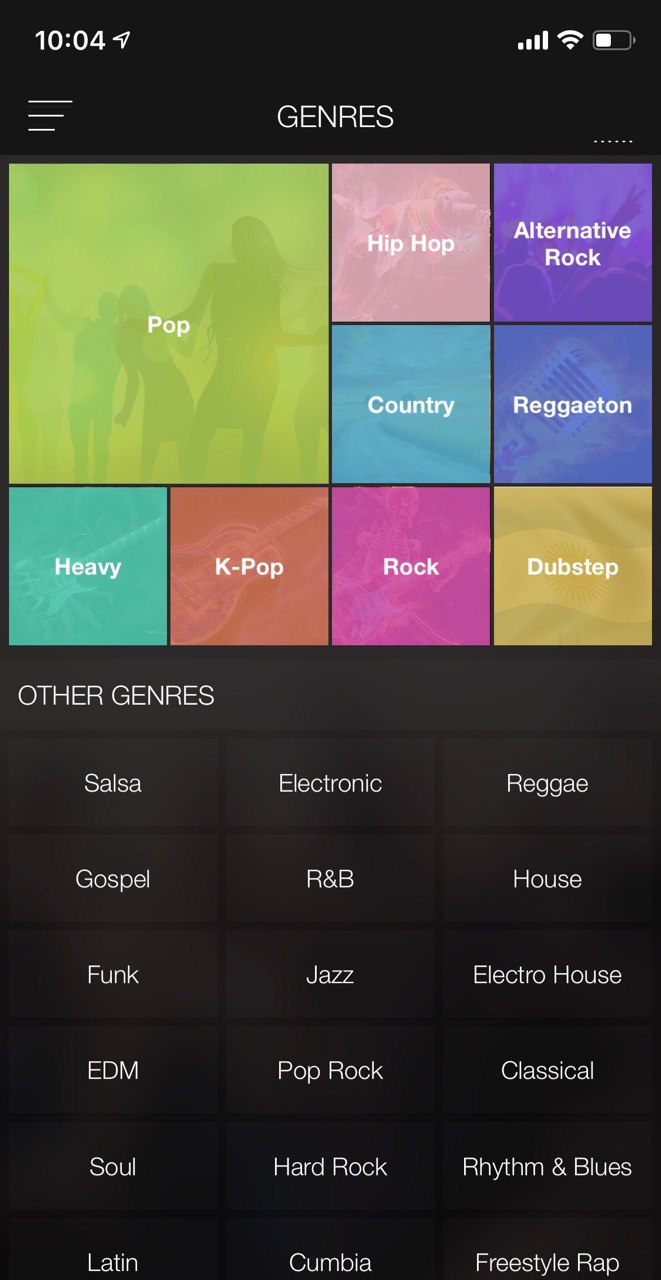 10:04
GENRES
Pop
Hip Hop
Alternative
Rock
Country
Reggaeton
Heavy
K-Pop
Rock
Dubstep
OTHER GENRES
Salsa
Electronic
Reggae
Gospel
R&B
House
Funk
Jazz
Electro House
EDM
Pop Rock
Classical
Soul
Hard Rock
Rhythm & Blues
Latin
Cumbia
Freestyle Rap